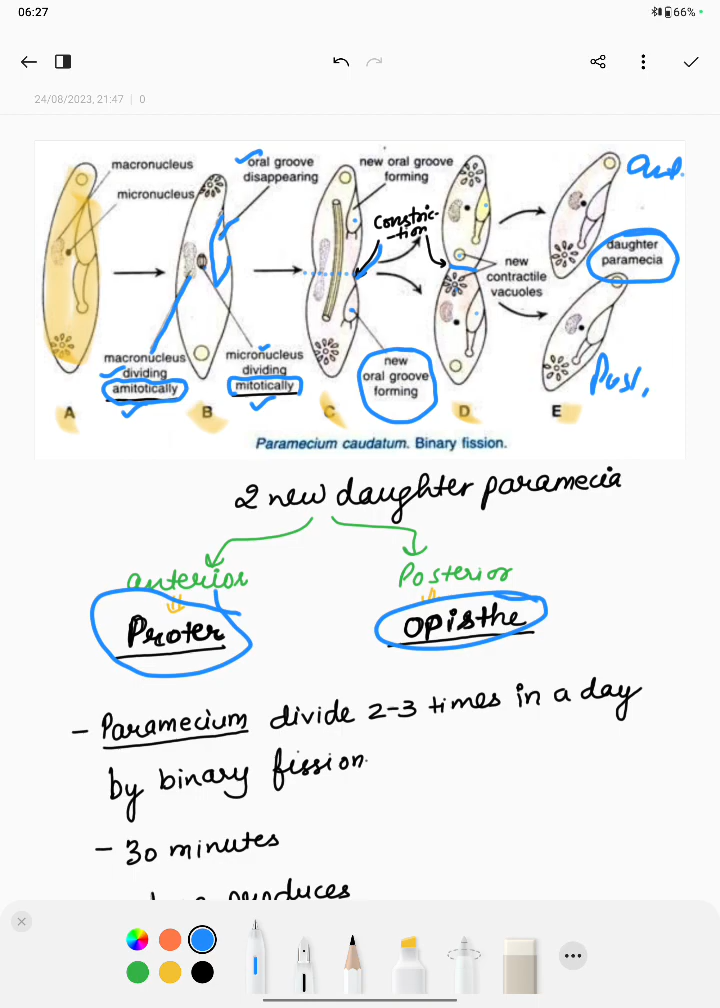 06:27
66%
24/08/2023, 21:47 | 0
macronucleus
micronucleus
oral groove
disappearing
new oral groove
forming
Constric-
-tion
Ant.
daughter
paramecia
new
contractile
vacuoles
macronucleus
dividing
amitotically
micronucleus
dividing
mitotically
new
oral groove
forming
Post.
A
B
C
D
E
Paramecium caudatum. Binary fission.
2 new daughter paramecia
anterior
Posterior
Proter
opisthe
- Paramecium divide 2-3 times in a day
by binary fission.
- 30 minutes
produces